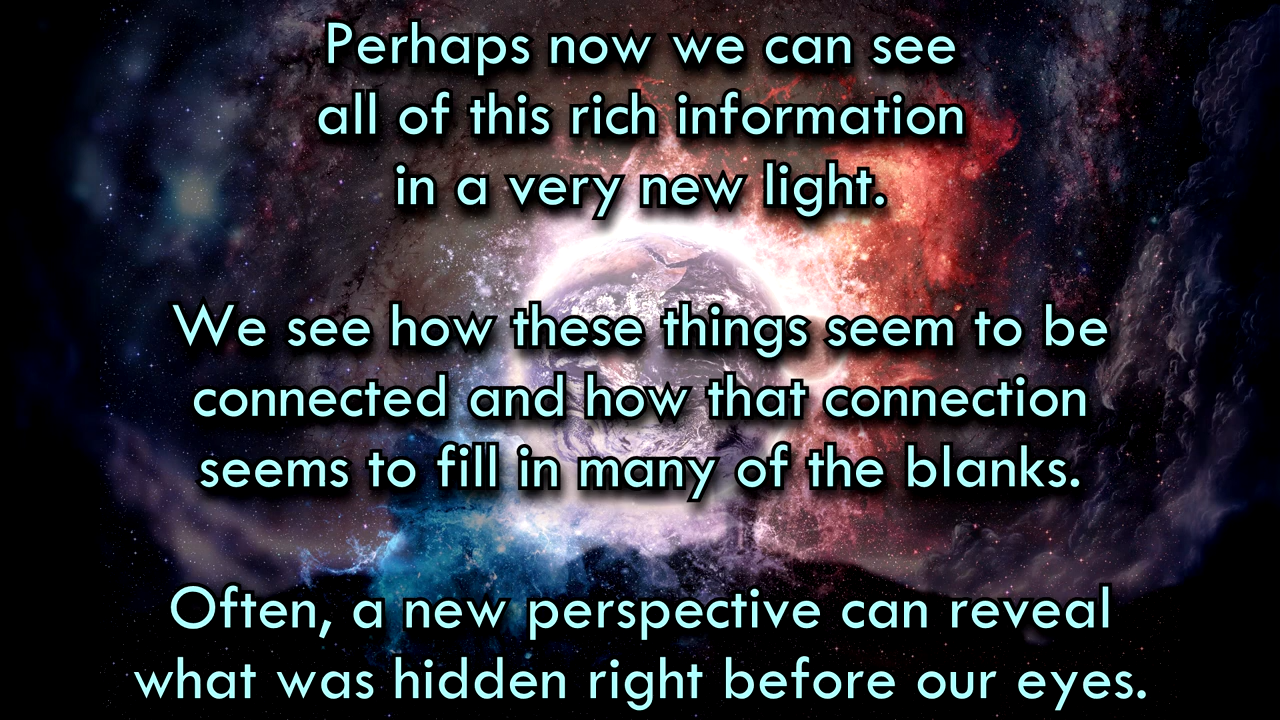 Perhaps now we can see
all of this rich information
in a very new light.
We see how these things seem to be
connected and how that connection
seems to fill in many of the blanks.
Often, a new perspective can reveal
what was hidden right before our eyes.